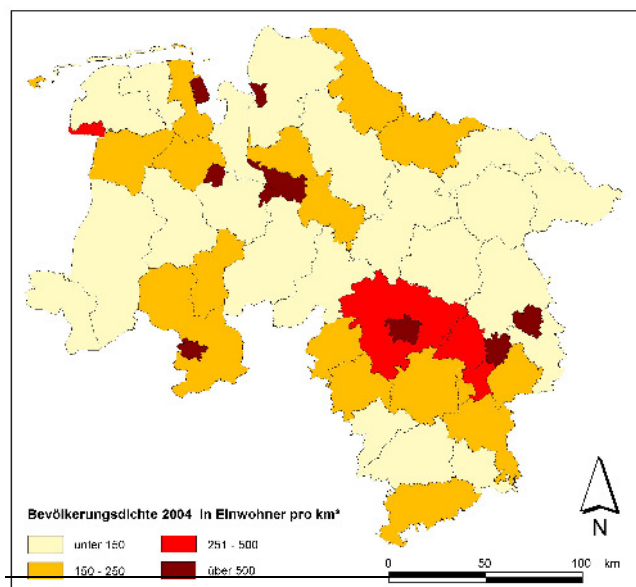 N
Bevölkerungsdichte 2004 in Einwohner pro km²
unter 150
251 - 500
150 - 250
über 500
0 50 100 km